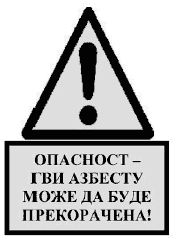 ОПАСНОСТ –
ГВИ АЗБЕСТУ
МОЖЕ ДА БУДЕ
ПРЕКОРАЧЕНА!